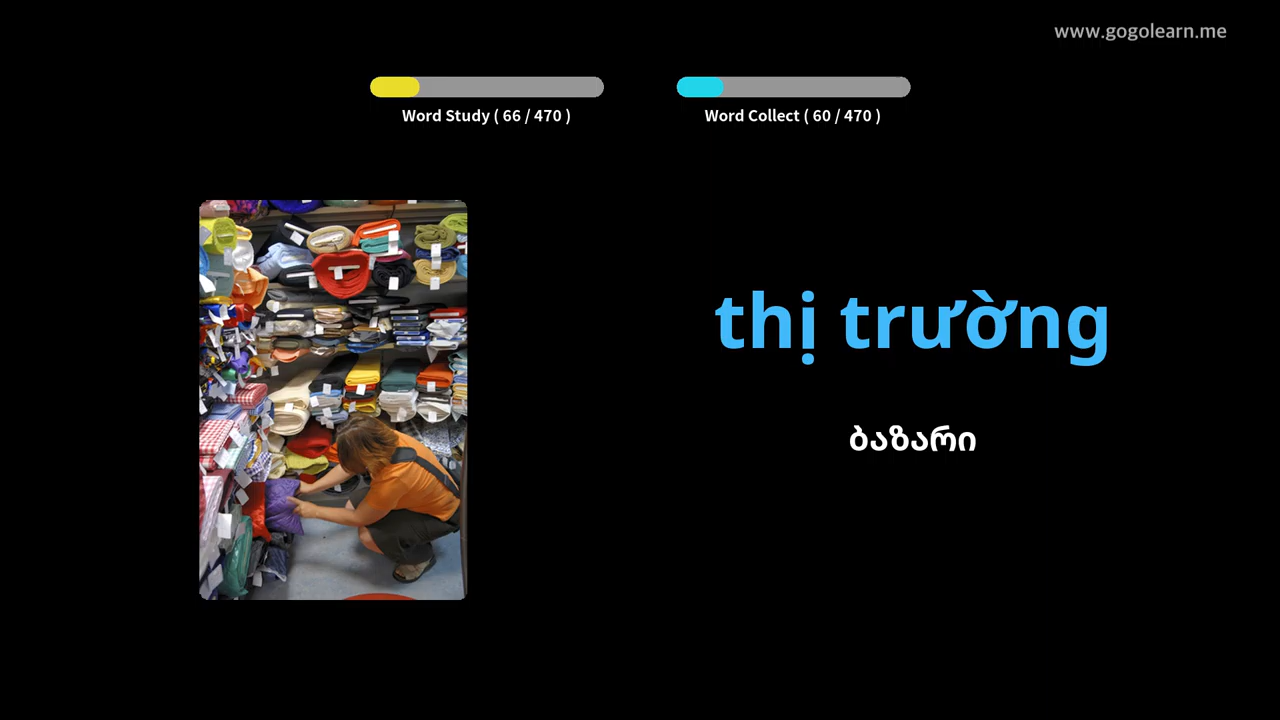 www.gogolearn.me
Word Study ( 66 / 470 )
Word Collect ( 60 / 470 )
thị trường
ბაზარი